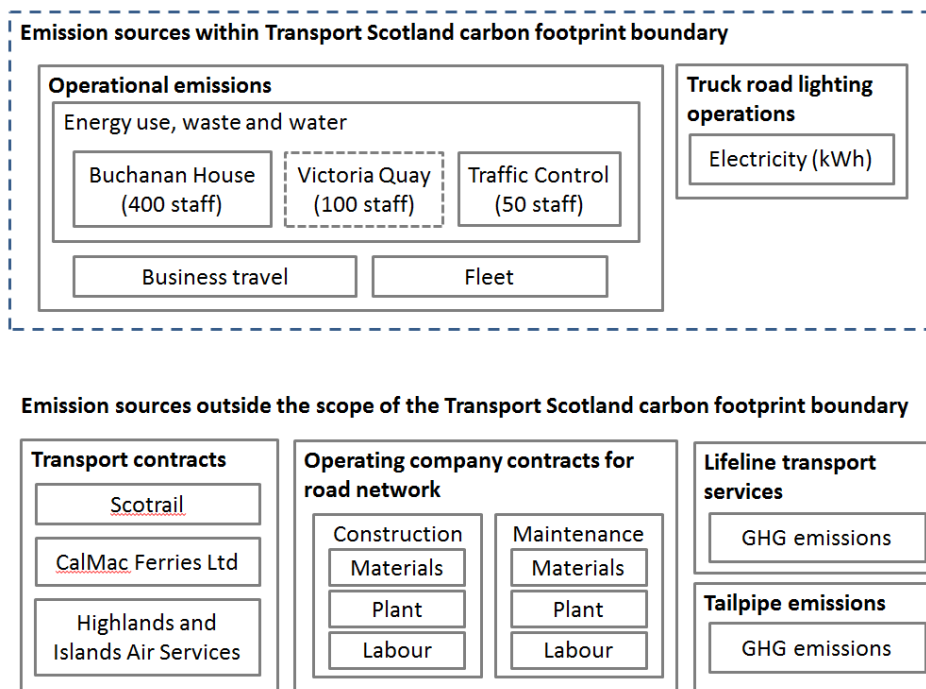 Emission sources within Transport Scotland carbon footprint boundary
Operational emissions
Energy use, waste and water
Buchanan House
(400 staff)
Victoria Quay
(100 staff)
Traffic Control
(50 staff)
Business travel
Fleet
Truck road lighting
operations
Electricity (kWh)
Emission sources outside the scope of the Transport Scotland carbon footprint boundary
Transport contracts
Scotrail
CalMac Ferries Ltd
Highlands and
Islands Air Services
Operating company contracts for
road network
Construction
Materials
Plant
Labour
Maintenance
Materials
Plant
Labour
Lifeline transport
services
GHG emissions
Tailpipe emissions
GHG emissions